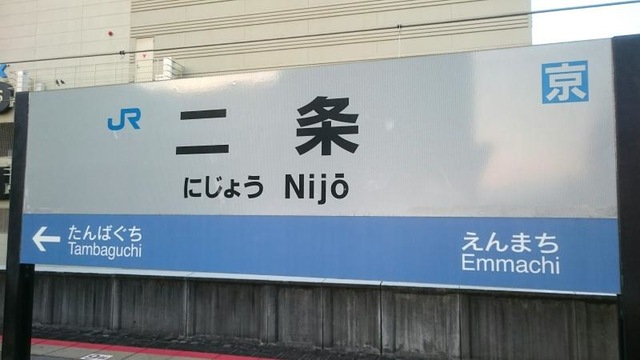 JR 二条 京
にじょう Nijō
← たんばぐち えんまち
Tambaguchi Emmachi